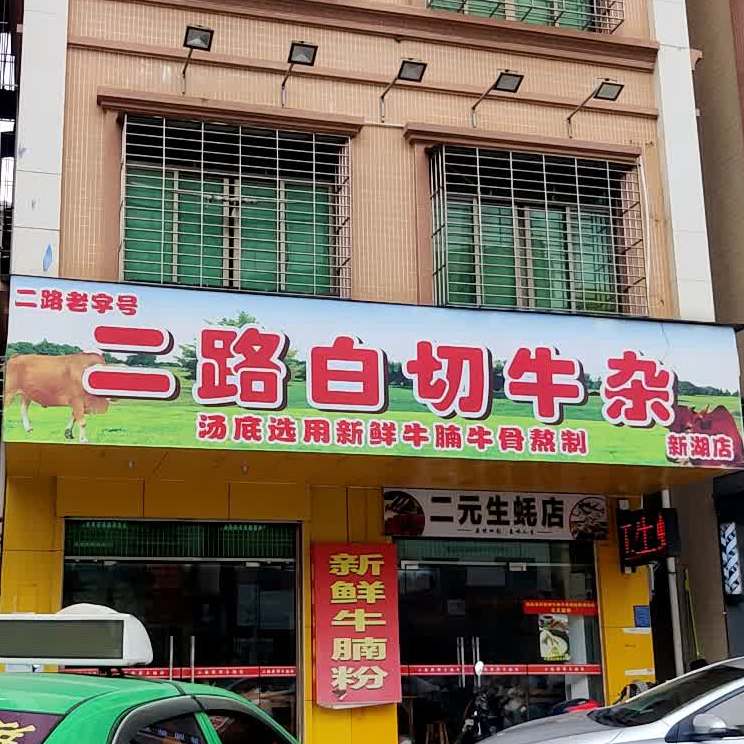 二路老字号
二路白切牛杂
汤底选用新鲜牛腩牛骨熬制
新湖店
二元生蚝店
新鲜牛腩粉